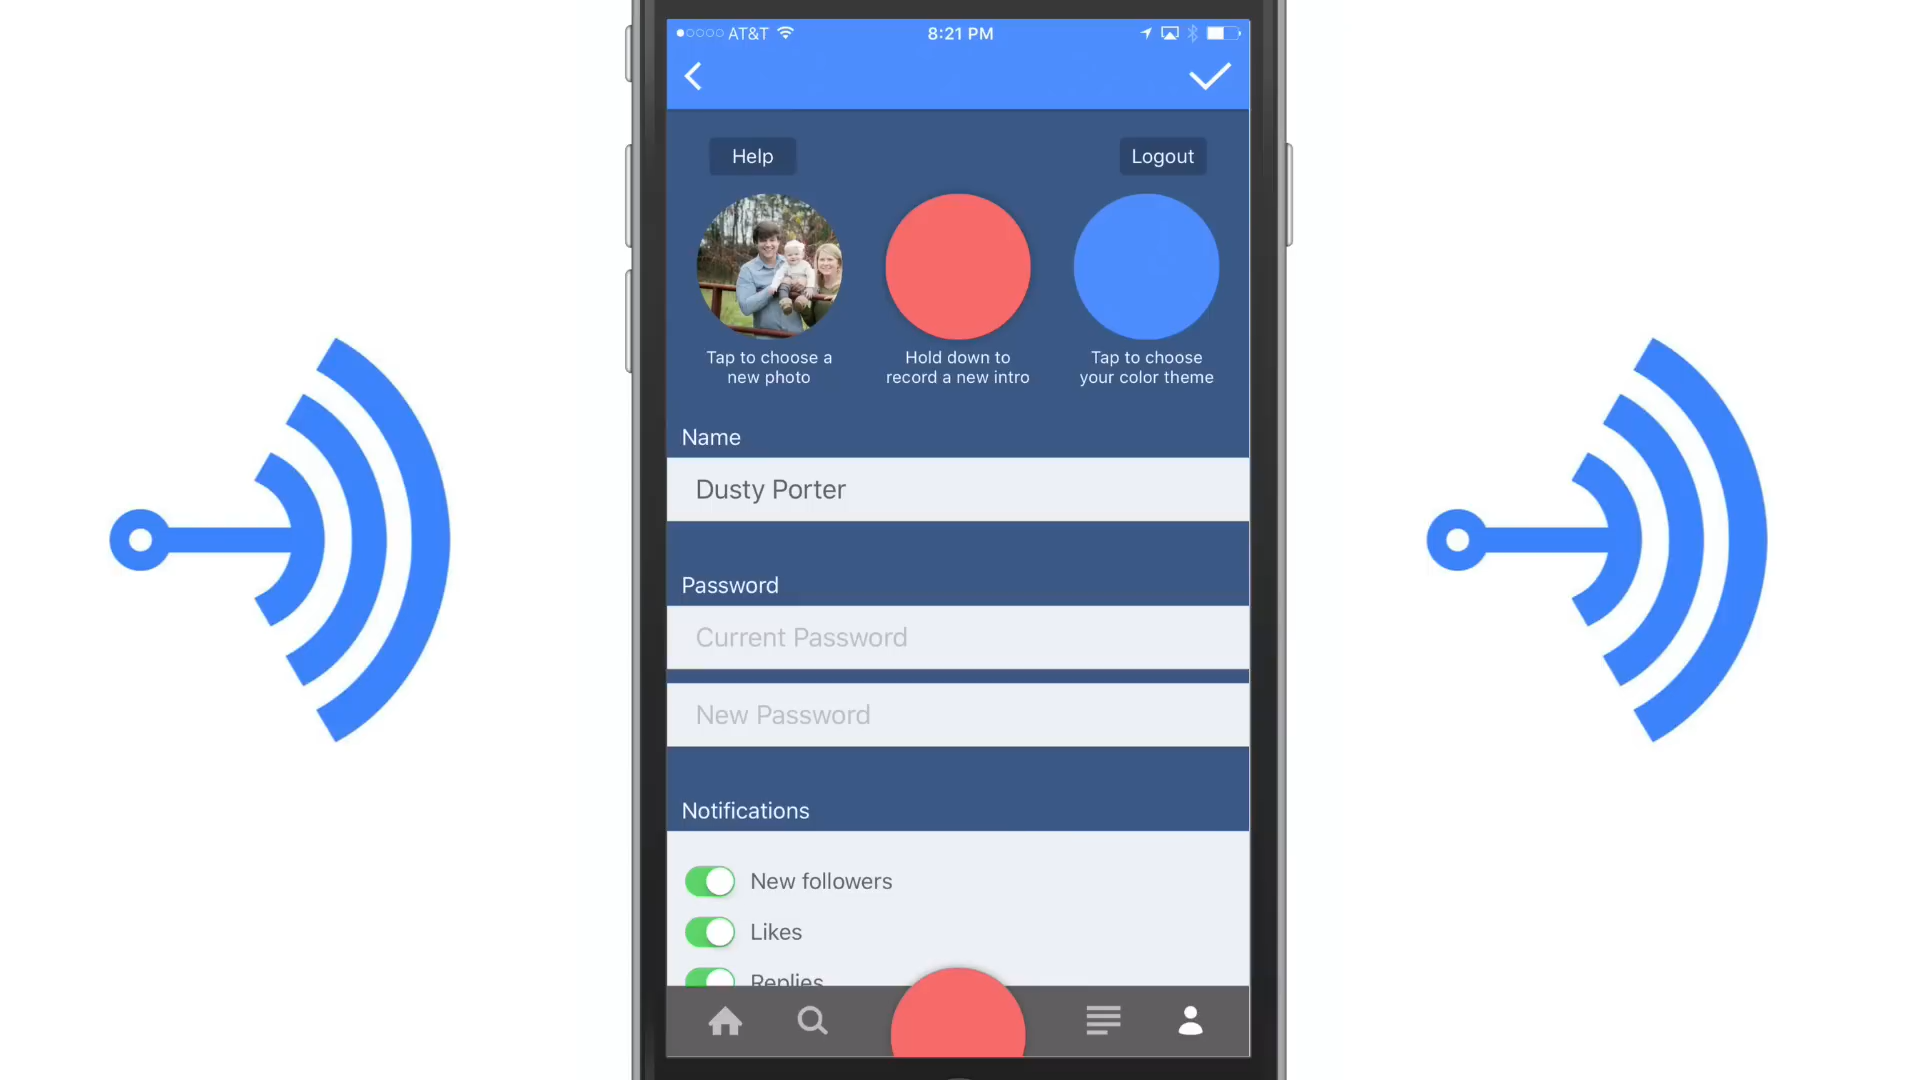 AT&T
8:21 PM
Help
Logout
Tap to choose a
new photo
Hold down to
record a new intro
Tap to choose
your color theme
Name
Dusty Porter
Password
Current Password
New Password
Notifications
New followers
Likes
Replies